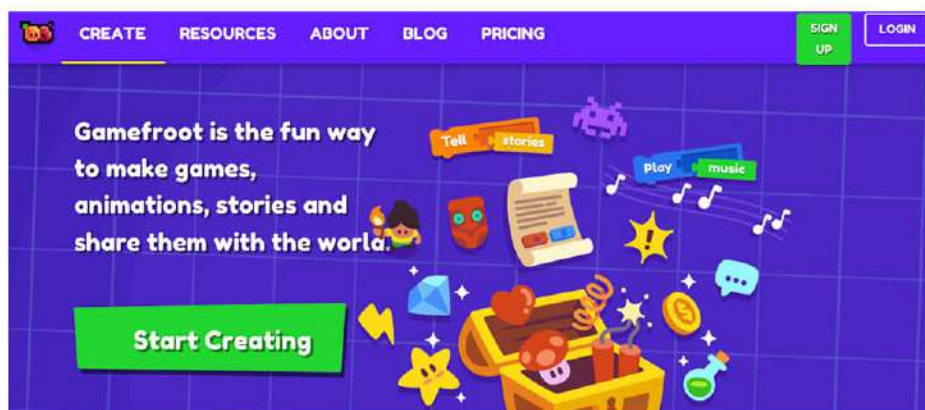 CREATE RESOURCES ABOUT BLOG PRICING SIGN UP LOGIN
Gamefroot is the fun way
to make games,
animations, stories and
share them with the world.
Tell stories
play music
!
Start Creating